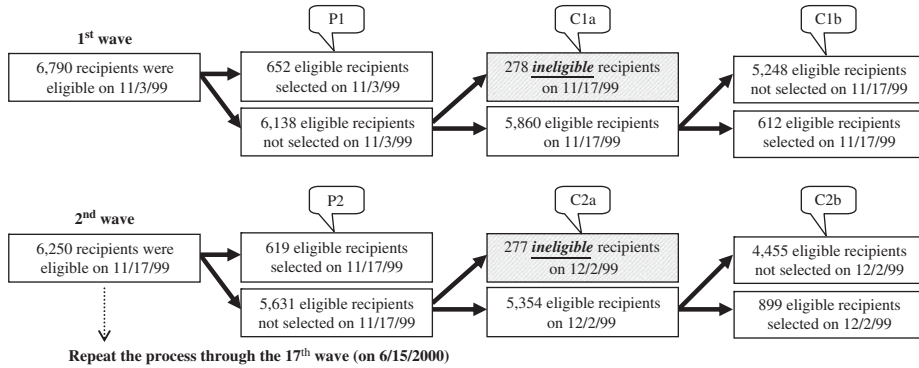 P1
C1a
C1b
1st wave
6,790 recipients were
eligible on 11/3/99
652 eligible recipients
selected on 11/3/99
278 ineligible recipients
on 11/17/99
5,248 eligible recipients
not selected on 11/17/99
6,138 eligible recipients
not selected on 11/3/99
5,860 eligible recipients
11/17/99
612 eligible recipients
selected on 11/17/99
P2
C2a
C2b
2nd wave
6,250 recipients were
eligible on 11/17/99
619 eligible recipients
selected on 11/17/99
277 ineligible recipients
on 12/2/99
4,455 eligible recipients
not selected on 12/2/99
5,631 eligible recipients
not selected on 11/17/99
5,354 eligible recipients
on 12/2/99
899 eligible recipients
selected on 12/2/99
Repeat the process through the 17th wave (on 6/15/2000)